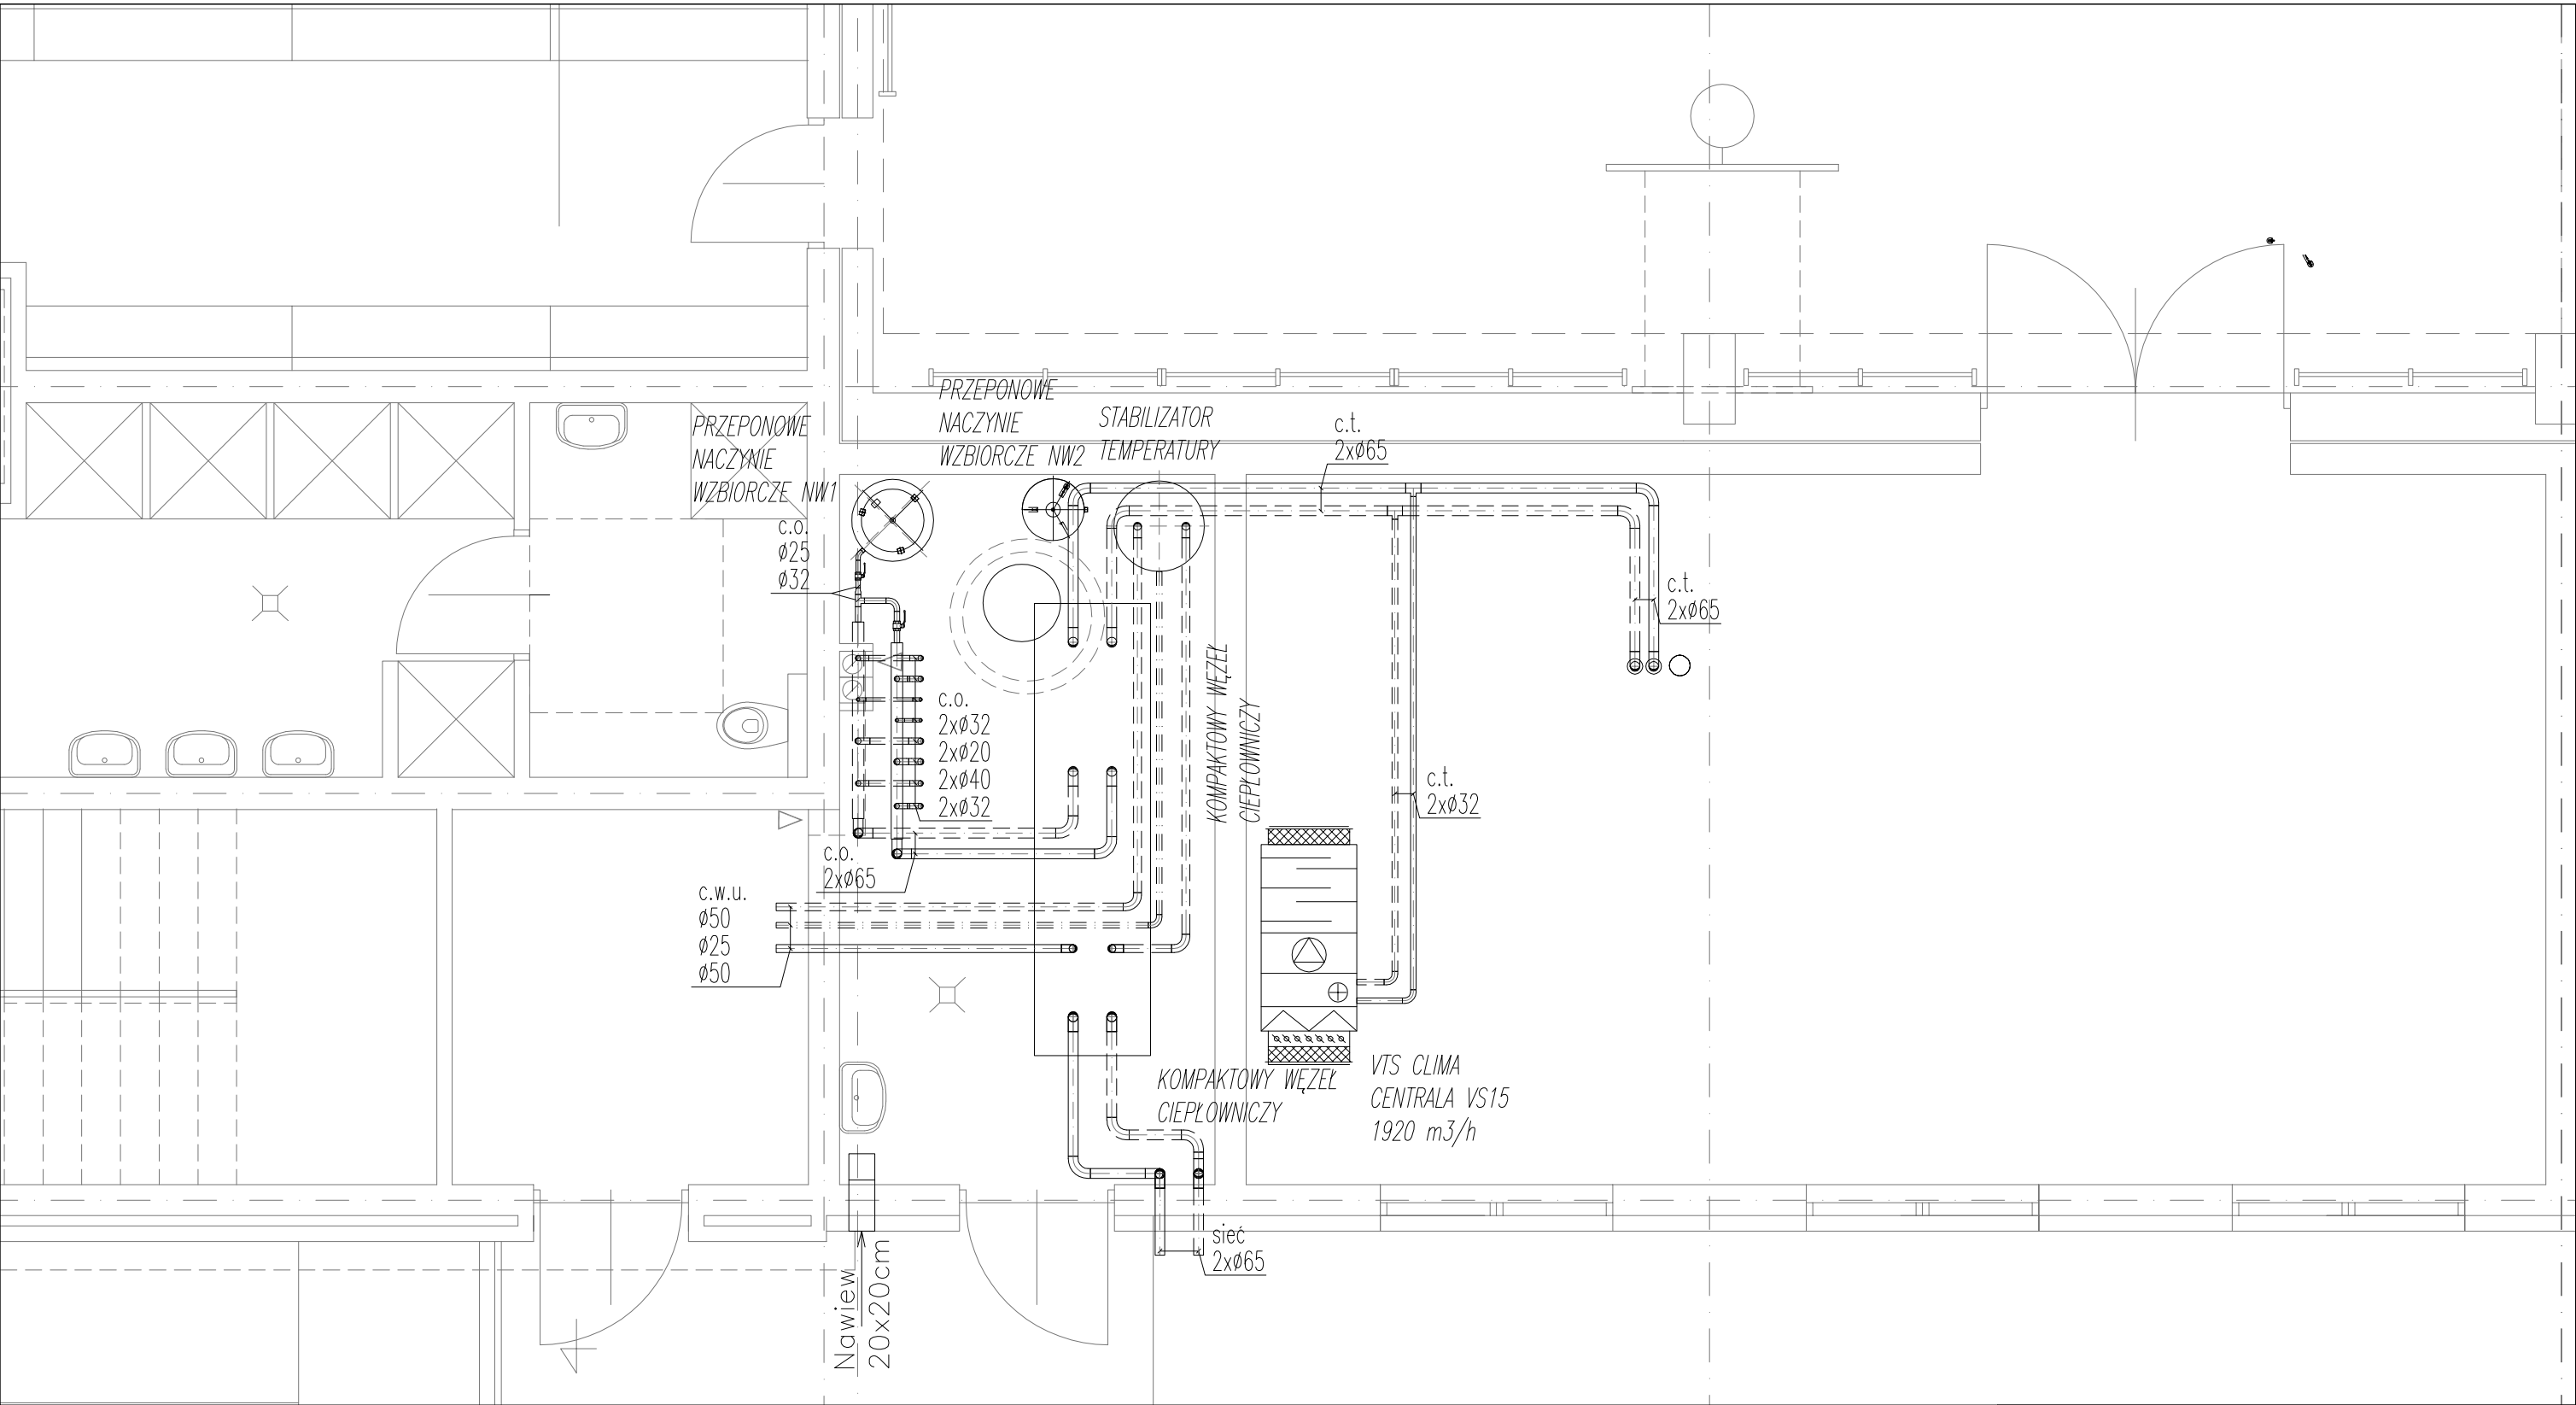 PRZEPONOWE
NACZYNIE
WZBIORCZE NW2
STABILIZATOR
TEMPERATURY
PRZEPONOWE
NACZYNIE
WZBIORCZE NW1
c.t.
2xø65
c.o.
ø25
ø32
c.t.
2xø65
c.o.
2xø32
2xø20
2xø40
2xø32
KOMPAKTOWY WĘZEŁ
CIEPŁOWNICZY
c.t.
2xø32
c.o.
2xø65
c.w.u.
ø50
ø25
ø50
KOMPAKTOWY WĘZEŁ
CIEPŁOWNICZY
VTS CLIMA
CENTRALA VS15
1920 m3/h
sieć
2xø65
Nawiew
20x20cm